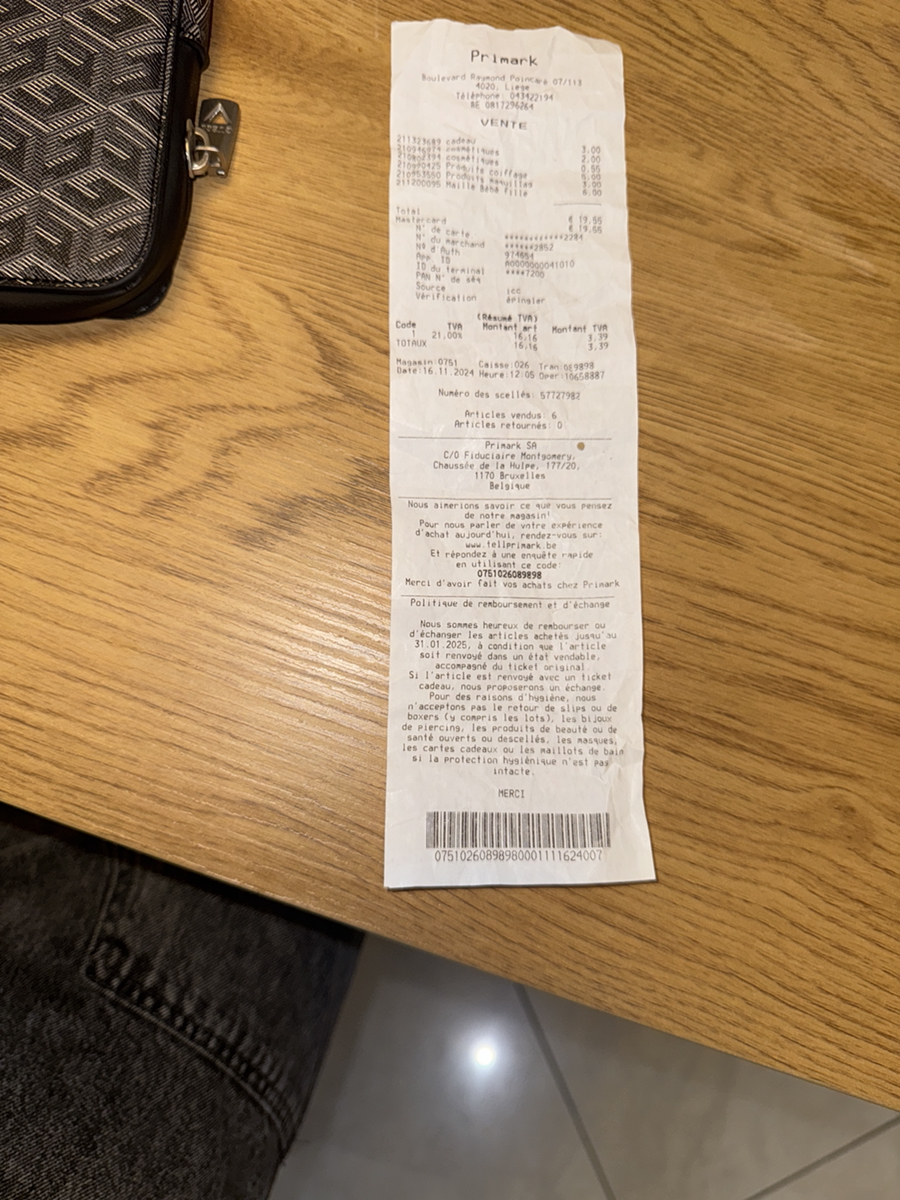 Primark
Boulevard Raymond Poincaré 07/113
4020, Liege
Téléphone: 043422194
BE 0817296264
VENTE
211323689 cadeau 3.00
210946974 cosmétiques 2.00
210802394 cosmétiques 0.55
210990425 Produits coiffage 5.00
210953550 Produits maquillas 3.00
211200095 Maille Bébé fille 6.00
Total € 19.55
Mastercard € 19.55
N° de carte ************2284
N° du marchand ******2852
N° d'Auth 974654
App ID A0000000041010
ID du terminal ****7200
PAN N° de séq
Source icc
Vérification épingler
(Résumé TVA)
Code TVA Montant art Montant TVA
1 21.00% 16.16 3.39
TOTAUX 16.16 3.39
Magasin:0751 Caisse:026 Tran:089898
Date:16.11.2024 Heure:12:05 Oper:10658887
Numéro des scellés: 57727982
Articles vendus: 6
Articles retournés: 0
Primark SA
C/O Fiduciaire Montgomery,
Chaussée de la Hulpe, 177/20,
1170 Bruxelles
Belgique
Nous aimerions savoir ce que vous pensez
de notre magasin!
Pour nous parler de votre expérience
d'achat aujourd'hui, rendez-vous sur:
www.tellprimark.be
Et répondez à une enquête rapide
en utilisant ce code:
0751026089898
Merci d'avoir fait vos achats chez Primark
Politique de remboursement et d'échange
Nous sommes heureux de rembourser ou
d'échanger les articles achetés jusqu'au
31.01.2025, à condition que l'article
soit renvoyé dans un état vendable,
accompagné du ticket original.
Si l'article est renvoyé avec un ticket
cadeau, nous proposerons un échange.
Pour des raisons d'hygiène, nous
n'acceptons pas le retour de slips ou de
boxers (y compris les lots), les bijoux
de piercing, les produits de beauté ou de
santé ouverts ou descellés, les masques,
les cartes cadeaux ou les maillots de bain
si la protection hygiénique n'est pas
intacte.
MERCI
07510260898980001111624007